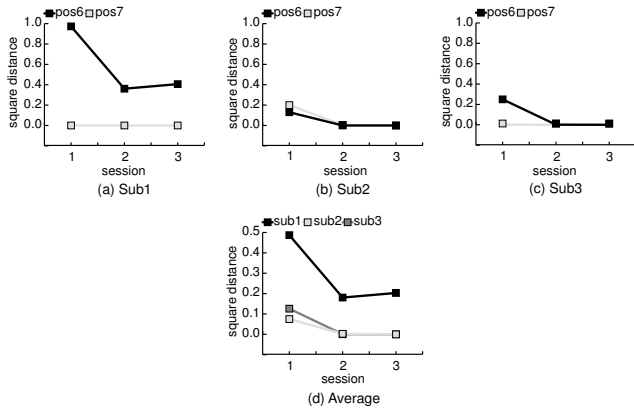 pos6 pos7
square distance
1.0
0.8
0.6
0.4
0.2
0.0
1 2 3
session
(a) Sub1
pos6 pos7
square distance
1.0
0.8
0.6
0.4
0.2
0.0
1 2 3
session
(b) Sub2
pos6 pos7
square distance
1.0
0.8
0.6
0.4
0.2
0.0
1 2 3
session
(c) Sub3
sub1 sub2 sub3
square distance
0.5
0.4
0.3
0.2
0.1
0.0
1 2 3
session
(d) Average